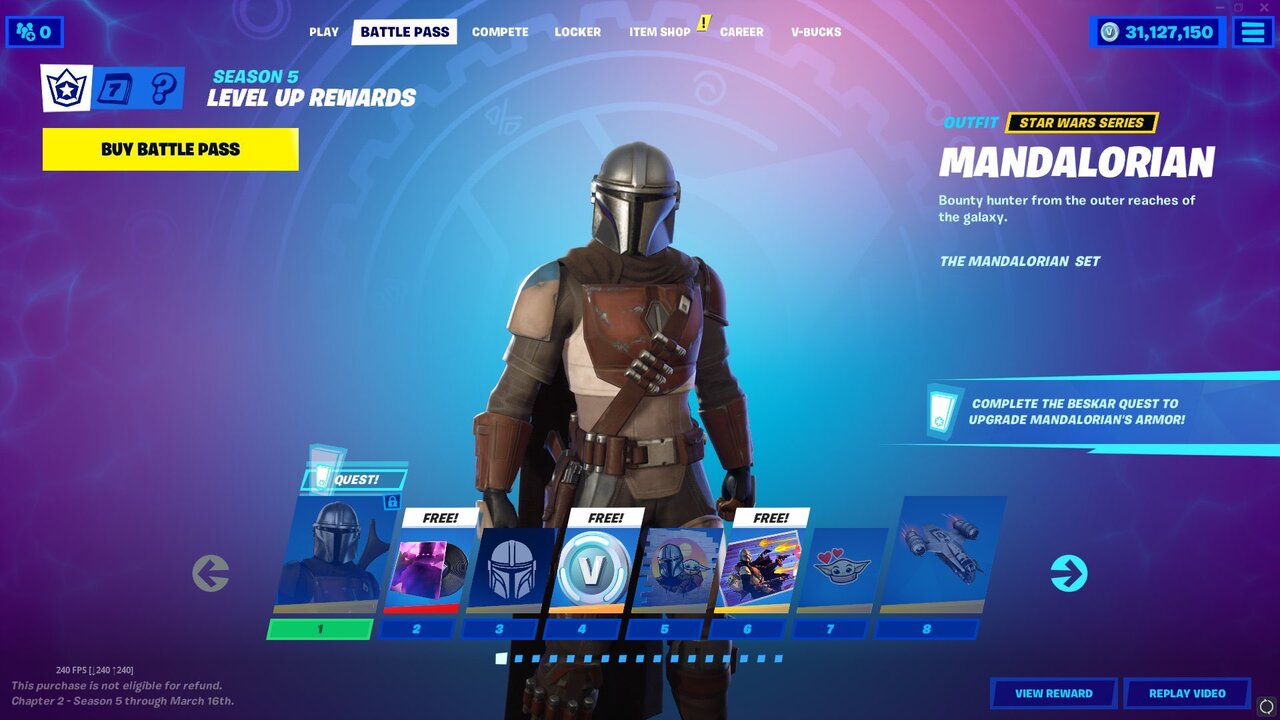 0
PLAY
BATTLE PASS
COMPETE
LOCKER
ITEM SHOP
!
CAREER
V-BUCKS
31,127,150
7
?
SEASON 5
LEVEL UP REWARDS
BUY BATTLE PASS
OUTFIT
STAR WARS SERIES
MANDALORIAN
Bounty hunter from the outer reaches of
the galaxy.
THE MANDALORIAN SET
COMPLETE THE BESKAR QUEST TO
UPGRADE MANDALORIAN'S ARMOR!
QUEST!
FREE!
FREE!
FREE!
V
1
2
3
4
5
6
7
8
240 FPS [↓240 ↑240]
This purchase is not eligible for refund.
Chapter 2 - Season 5 through March 16th.
VIEW REWARD
REPLAY VIDEO